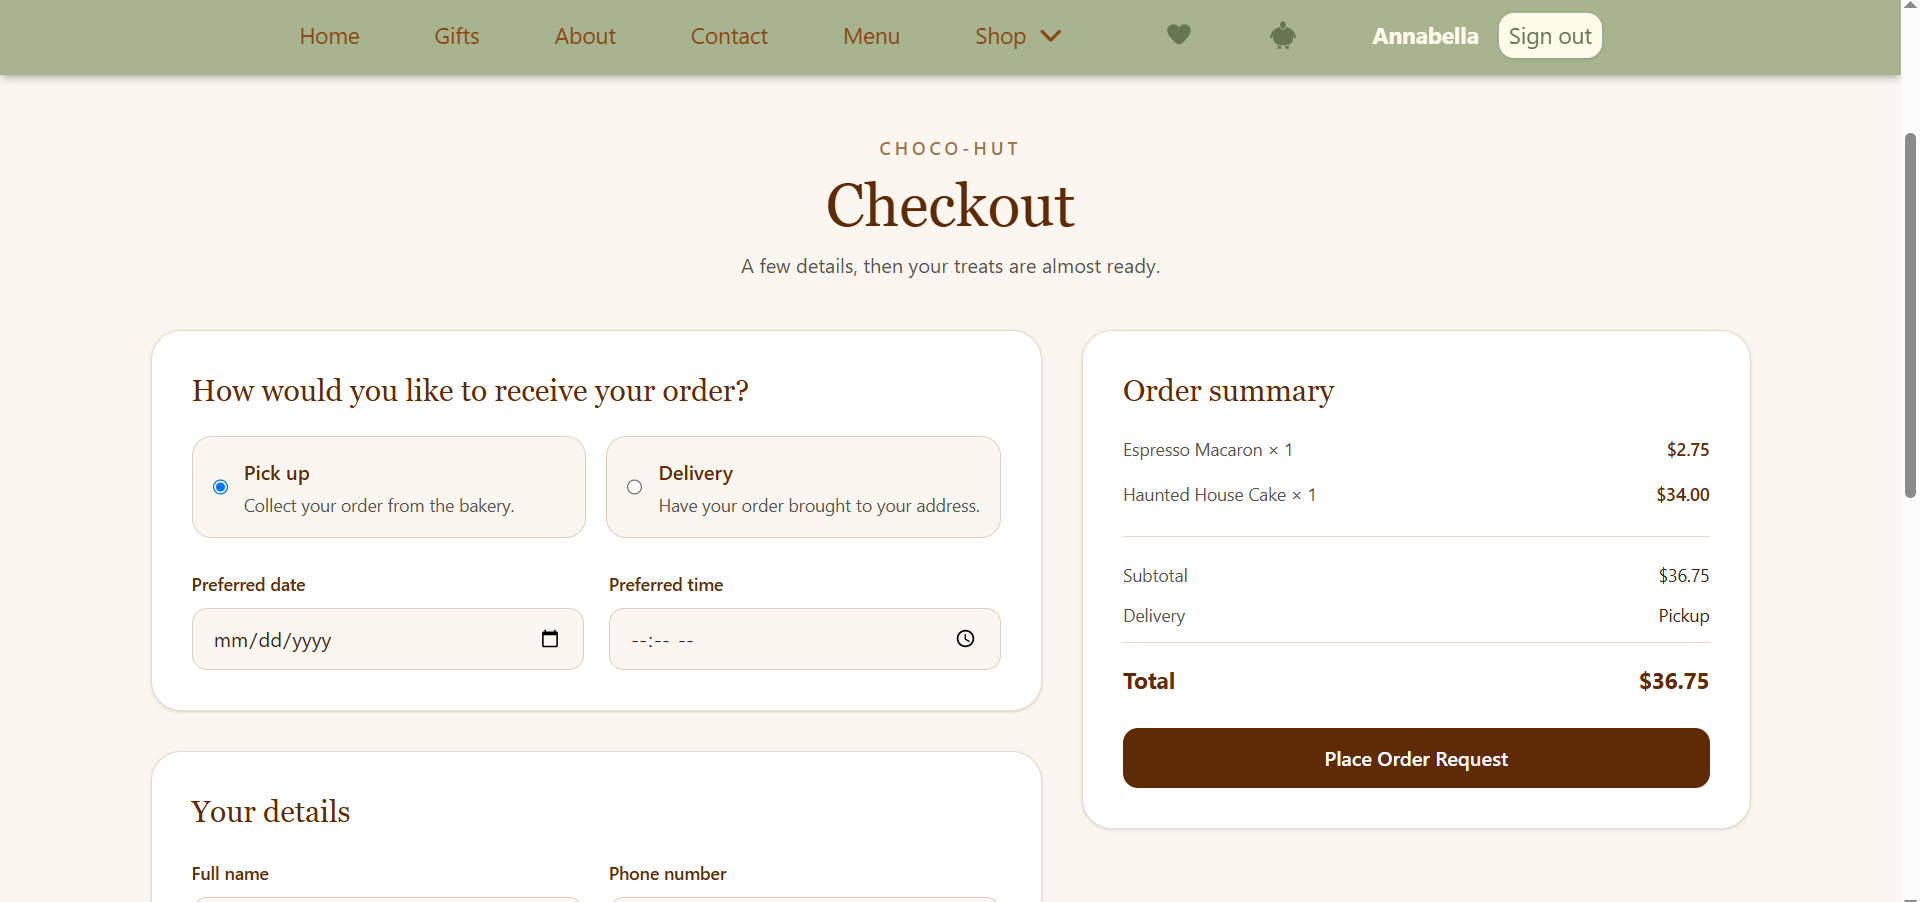 Home Gifts About Contact Menu Shop Annabella Sign out
CHOCO-HUT
Checkout
A few details, then your treats are almost ready.
How would you like to receive your order?
Pick up
Collect your order from the bakery.
Delivery
Have your order brought to your address.
Preferred date
mm/dd/yyyy
Preferred time
--:-- --
Your details
Full name
Phone number
Order summary
Espresso Macaron × 1 $2.75
Haunted House Cake × 1 $34.00
Subtotal $36.75
Delivery Pickup
Total $36.75
Place Order Request